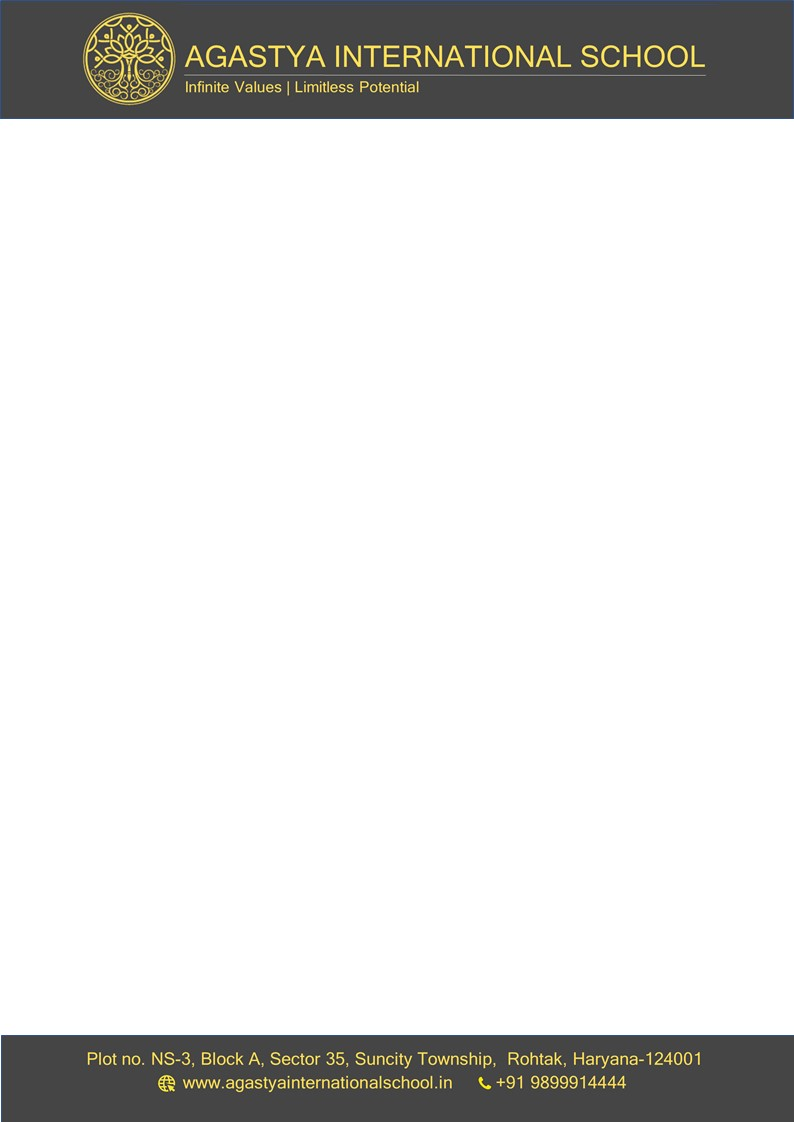 AGASTYA INTERNATIONAL SCHOOL
Infinite Values | Limitless Potential
Plot no. NS-3, Block A, Sector 35, Suncity Township,  Rohtak, Haryana-124001
www.agastyainternationalschool.in +91 9899914444